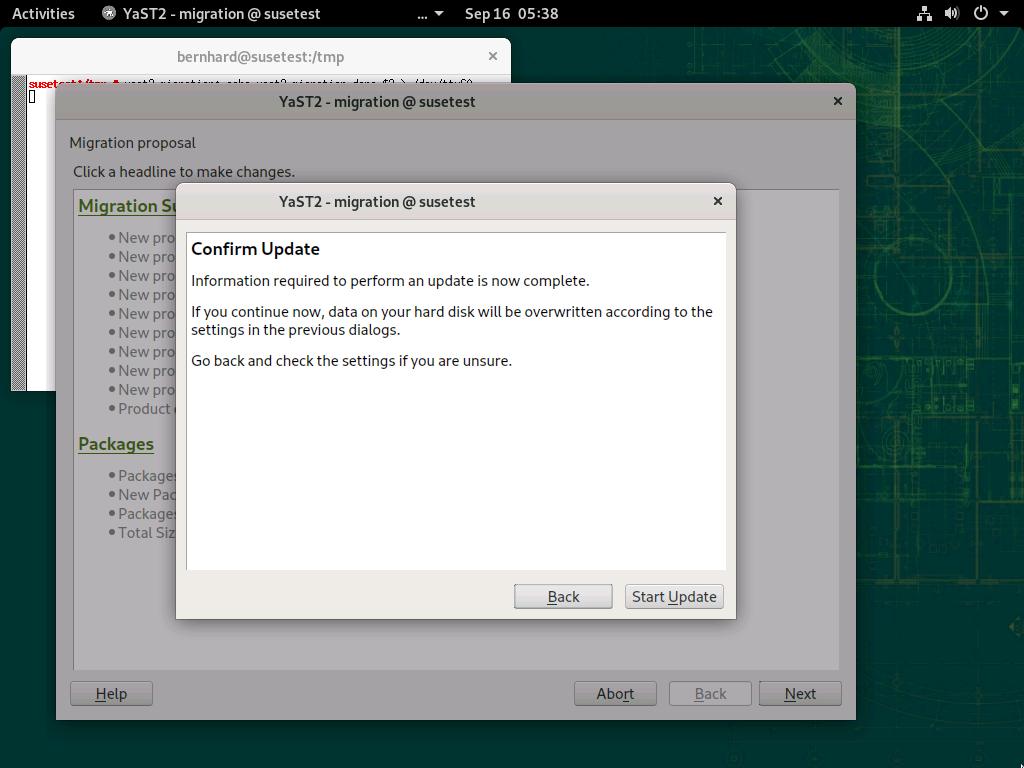 Activities YaST2 - migration @ susetest ... Sep 16 05:38
bernhard@susetest:/tmp
YaST2 - migration @ susetest
Migration proposal
Click a headline to make changes.
Migration Su
New pro
New pro
New pro
New pro
New pro
New pro
New pro
New pro
New pro
Product
Packages
Packages
New Pac
Packages
Total Siz
YaST2 - migration @ susetest
Confirm Update
Information required to perform an update is now complete.
If you continue now, data on your hard disk will be overwritten according to the
settings in the previous dialogs.
Go back and check the settings if you are unsure.
Back Start Update
Help Abort Back Next